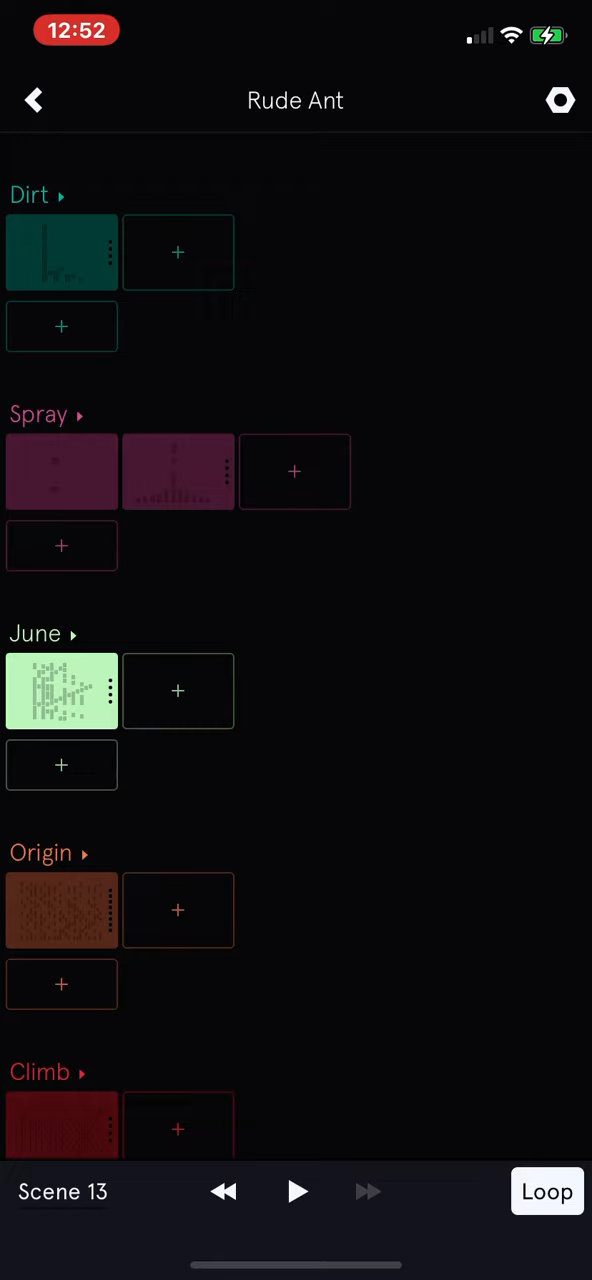 12:52
Rude Ant
Dirt
+
+
Spray
+
+
June
+
+
Origin
+
+
Climb
+
Scene 13
Loop